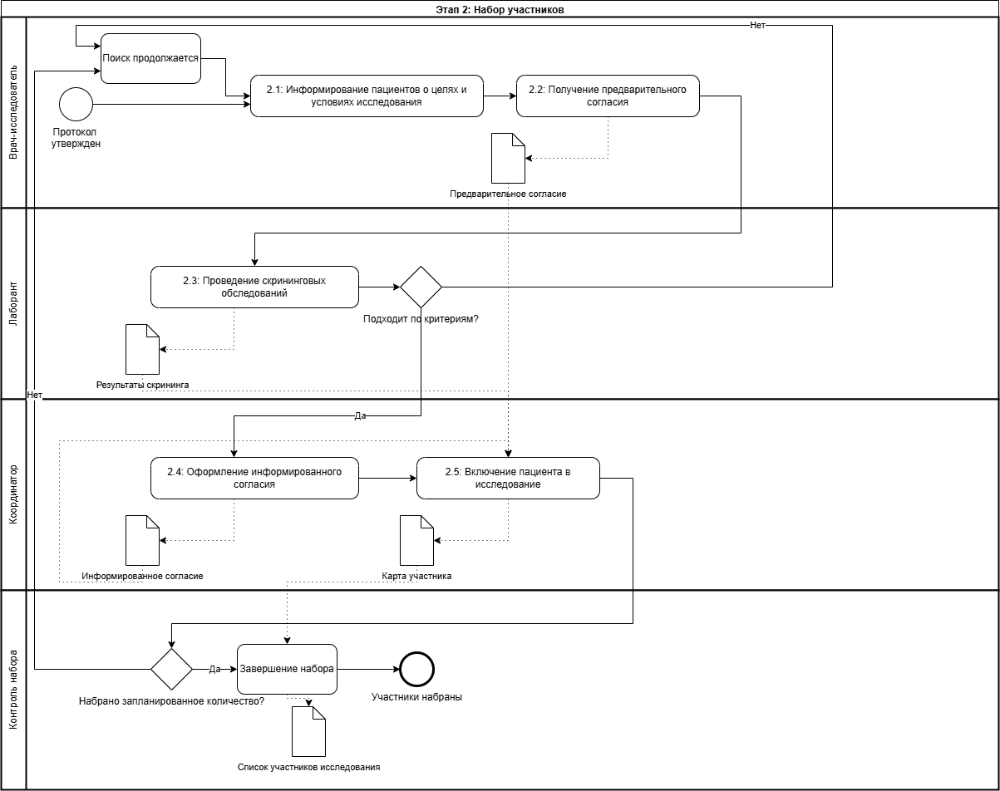 Этап 2: Набор участников
Врач-исследователь
Нет
Поиск продолжается
2.1: Информирование пациентов о целях и
условиях исследования
2.2: Получение предварительного
согласия
Протокол
утвержден
Предварительное согласие
Лаборант
2.3: Проведение скрининговых
обследований
Подходит по критериям?
Результаты скрининга
Нет
Координатор
Да
2.4: Оформление информированного
согласия
2.5: Включение пациента в
исследование
Информированное согласие
Карта участника
Контроль набора
Да
Завершение набора
Набрано запланированное количество?
Участники набраны
Список участников исследования